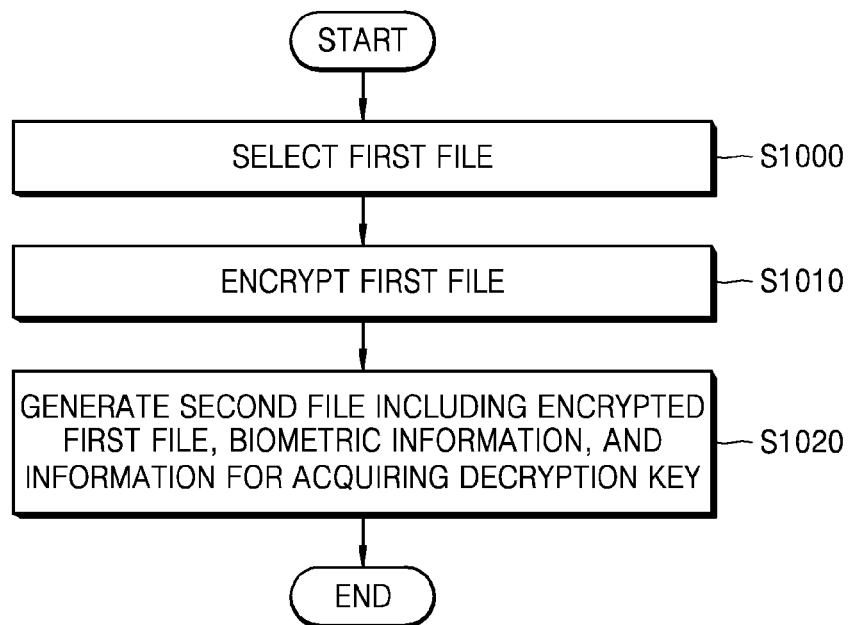 START
SELECT FIRST FILE
S1000
ENCRYPT FIRST FILE
S1010
GENERATE SECOND FILE INCLUDING ENCRYPTED
FIRST FILE, BIOMETRIC INFORMATION, AND
INFORMATION FOR ACQUIRING DECRYPTION KEY
S1020
END